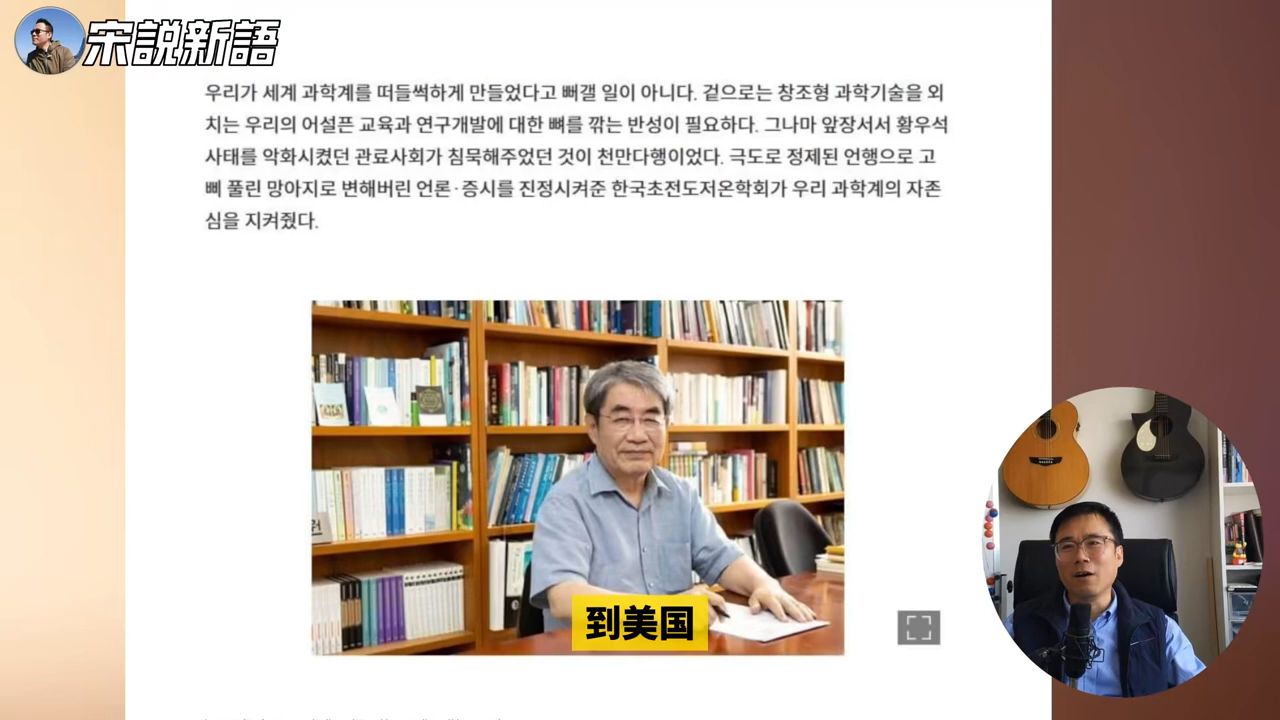 宋說新語
우리가 세계 과학계를 떠들썩하게 만들었다고 뻐갤 일이 아니다. 겉으로는 창조형 과학기술을 외
치는 우리의 어설픈 교육과 연구개발에 대한 뼈를 깎는 반성이 필요하다. 그나마 앞장서서 황우석
사태를 악화시켰던 관료사회가 침묵해주었던 것이 천만다행이었다. 극도로 정제된 언행으로 고
삐 풀린 망아지로 변해버린 언론·증시를 진정시켜준 한국초전도저온학회가 우리 과학계의 자존
심을 지켜줬다.
到美国